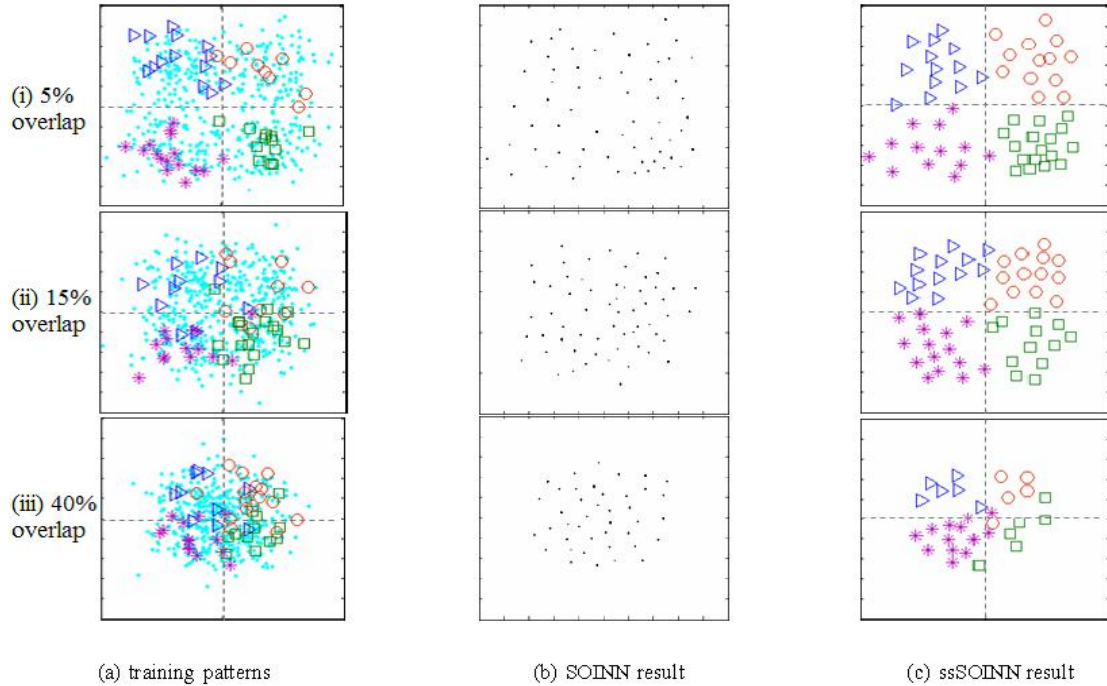 (i) 5%
overlap
(ii) 15%
overlap
(iii) 40%
overlap
(a) training patterns
(b) SOINN result
(c) ssSOINN result